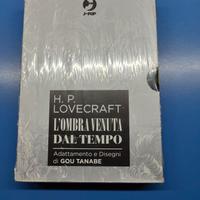 J-POP
H. P.
LOVECRAFT
L'OMBRA VENUTA
DAL TEMPO
Adattamento e Disegni
di GOU TANABE